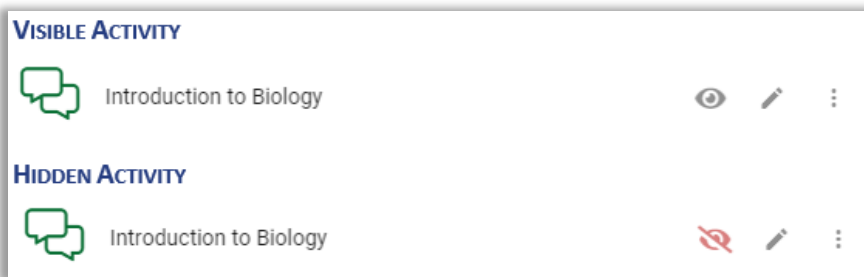 VISIBLE ACTIVITY
Introduction to Biology
HIDDEN ACTIVITY
Introduction to Biology